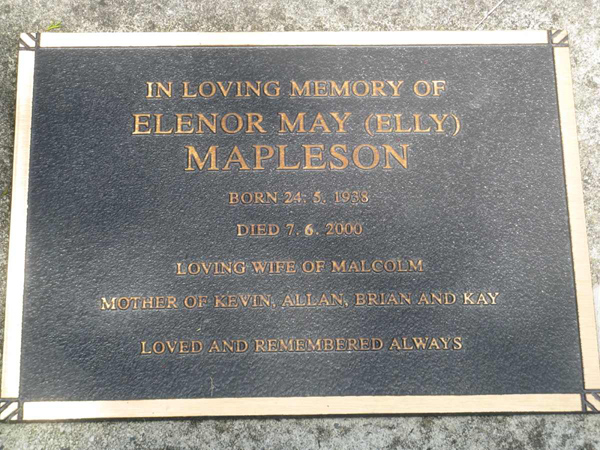 IN LOVING MEMORY OF
ELENOR MAY (ELLY)
MAPLESON
BORN 24. 5. 1938
DIED 7. 6. 2000
LOVING WIFE OF MALCOLM
MOTHER OF KEVIN, ALLAN, BRIAN AND KAY
LOVED AND REMEMBERED ALWAYS